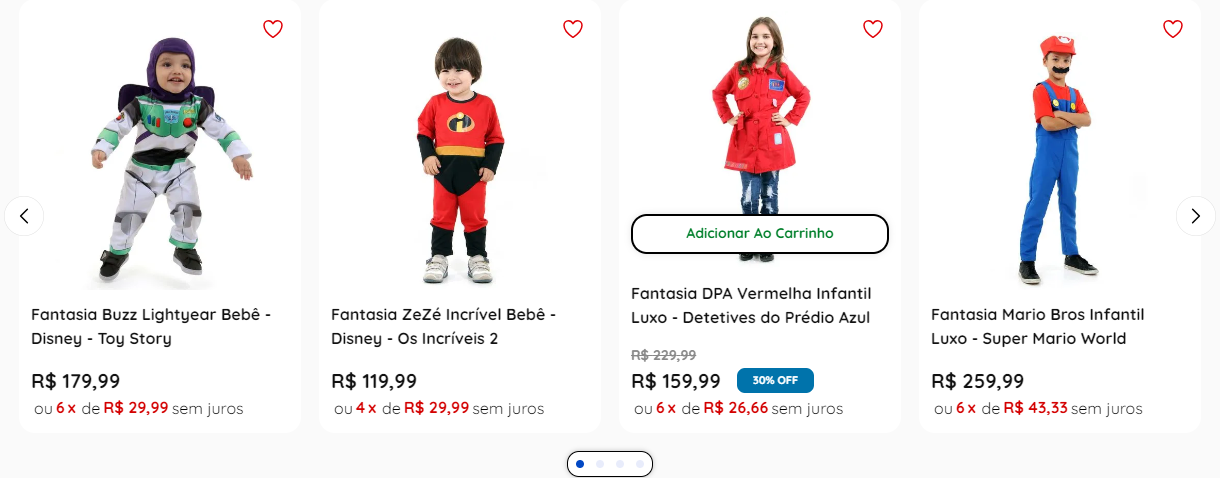 Adicionar Ao Carrinho
Fantasia Buzz Lightyear Bebê -
Disney - Toy Story
R$ 179,99
ou 6 x de R$ 29,99 sem juros
Fantasia ZeZé Incrível Bebê -
Disney - Os Incríveis 2
R$ 119,99
ou 4 x de R$ 29,99 sem juros
Fantasia DPA Vermelha Infantil
Luxo - Detetives do Prédio Azul
R$ 229,99
R$ 159,99 30% OFF
ou 6 x de R$ 26,66 sem juros
Fantasia Mario Bros Infantil
Luxo - Super Mario World
R$ 259,99
ou 6 x de R$ 43,33 sem juros